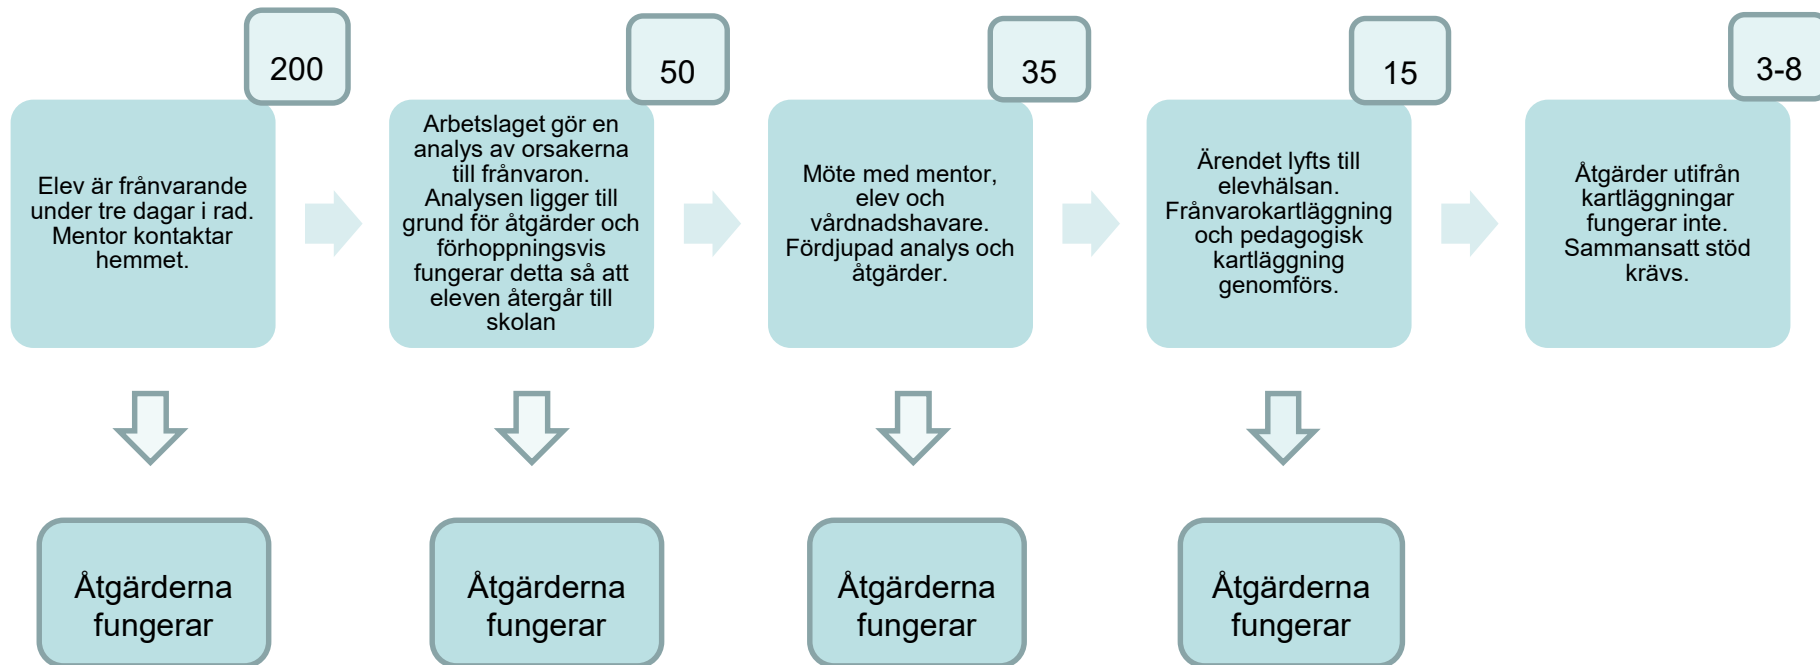 200
50
35
15
3-8
Elev är frånvarande
under tre dagar i rad.
Mentor kontaktar
hemmet.
Arbetslaget gör en
analys av orsakerna
till frånvaron.
Analysen ligger till
grund för åtgärder och
förhoppningsvis
fungerar detta så att
eleven återgår till
skolan
Möte med mentor,
elev och
vårdnadshavare.
Fördjupad analys och
åtgärder.
Ärendet lyfts till
elevhälsan.
Frånvarokartläggning
och pedagogisk
kartläggning
genomförs.
Åtgärder utifrån
kartläggningar
fungerar inte.
Sammansatt stöd
krävs.
Åtgärderna
fungerar
Åtgärderna
fungerar
Åtgärderna
fungerar
Åtgärderna
fungerar